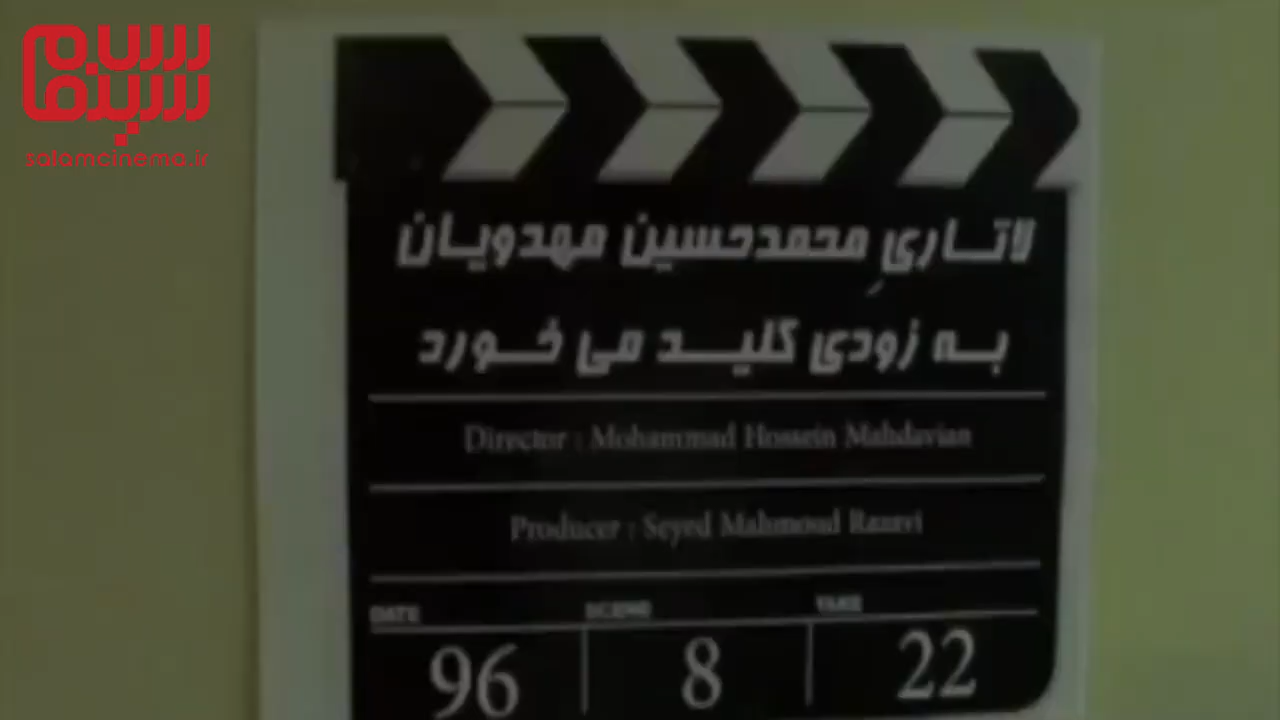 سلام سینما
salamcinema.ir
لاتاریِ محمدحسین مهدویان
به زودی کلید می خورد
Director : Mohammad Hossein Mahdavian
Producer : Seyed Mahmoud Razavi
DATE SCENE TAKE
96 8 22